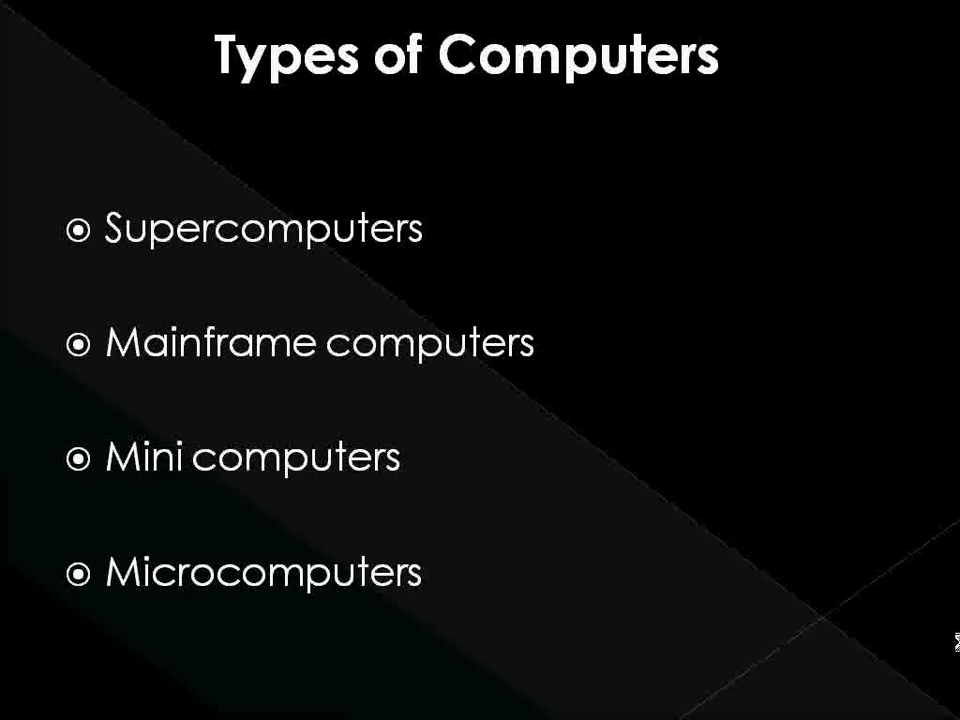 Types of Computers
Supercomputers
Mainframe computers
Mini computers
Microcomputers